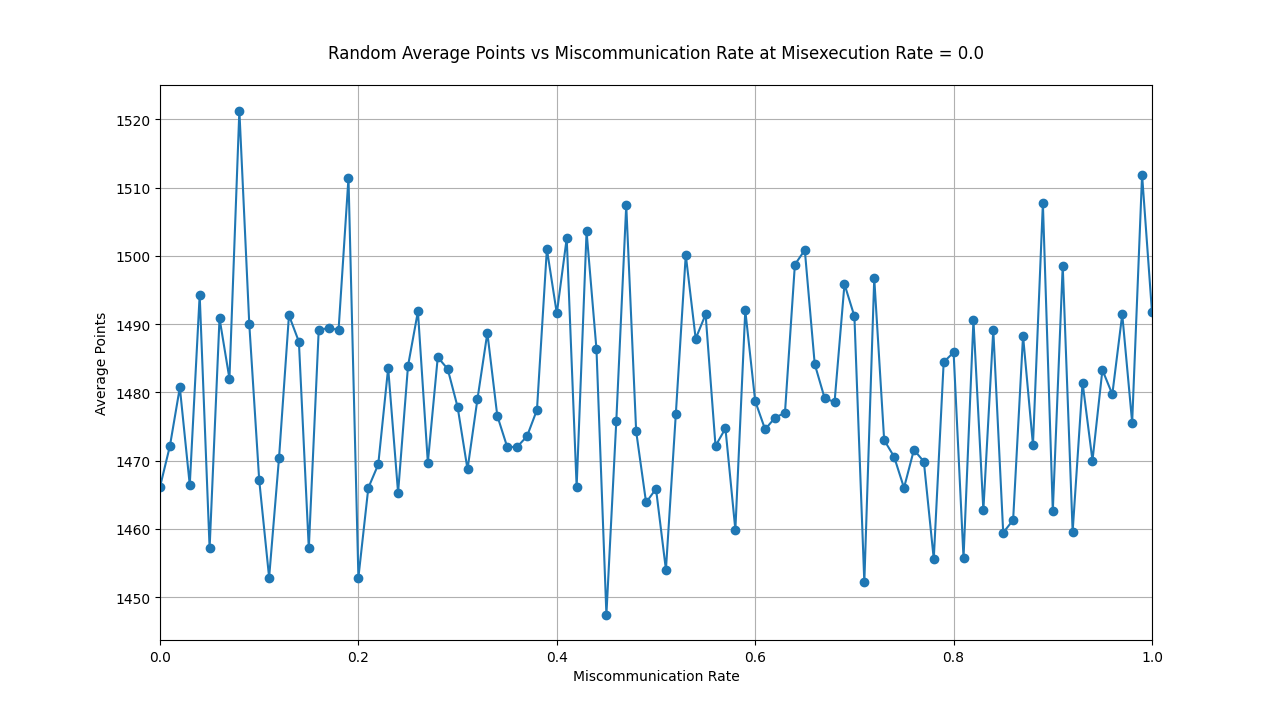 Random Average Points vs Miscommunication Rate at Misexecution Rate = 0.0
1520
1510
1500
1490
1480
1470
1460
1450
Average Points
0.0 0.2 0.4 0.6 0.8 1.0
Miscommunication Rate